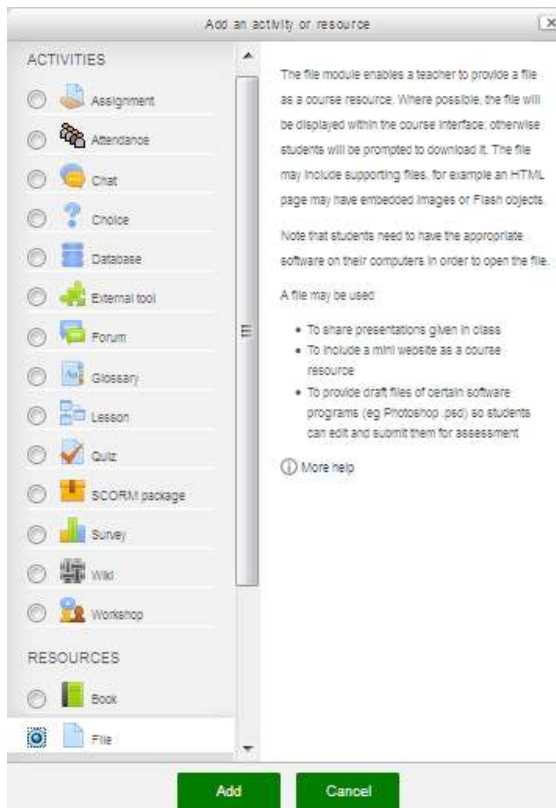 Add an activity or resource
ACTIVITIES
Assignment
Attendance
Chat
Choice
Database
External tool
Forum
Glossary
Lesson
Quiz
SCORM package
Survey
Wiki
Workshop
RESOURCES
Book
File
The file module enables a teacher to provide a file
as a course resource. Where possible, the file will
be displayed within the course interface; otherwise
students will be prompted to download it. The file
may include supporting files, for example an HTML
page may have embedded images or Flash objects.
Note that students need to have the appropriate
software on their computers in order to open the file.
A file may be used
• To share presentations given in class
• To include a mini website as a course
resource
• To provide draft files of certain software
programs (eg Photoshop .psd) so students
can edit and submit them for assessment
More help
Add
Cancel